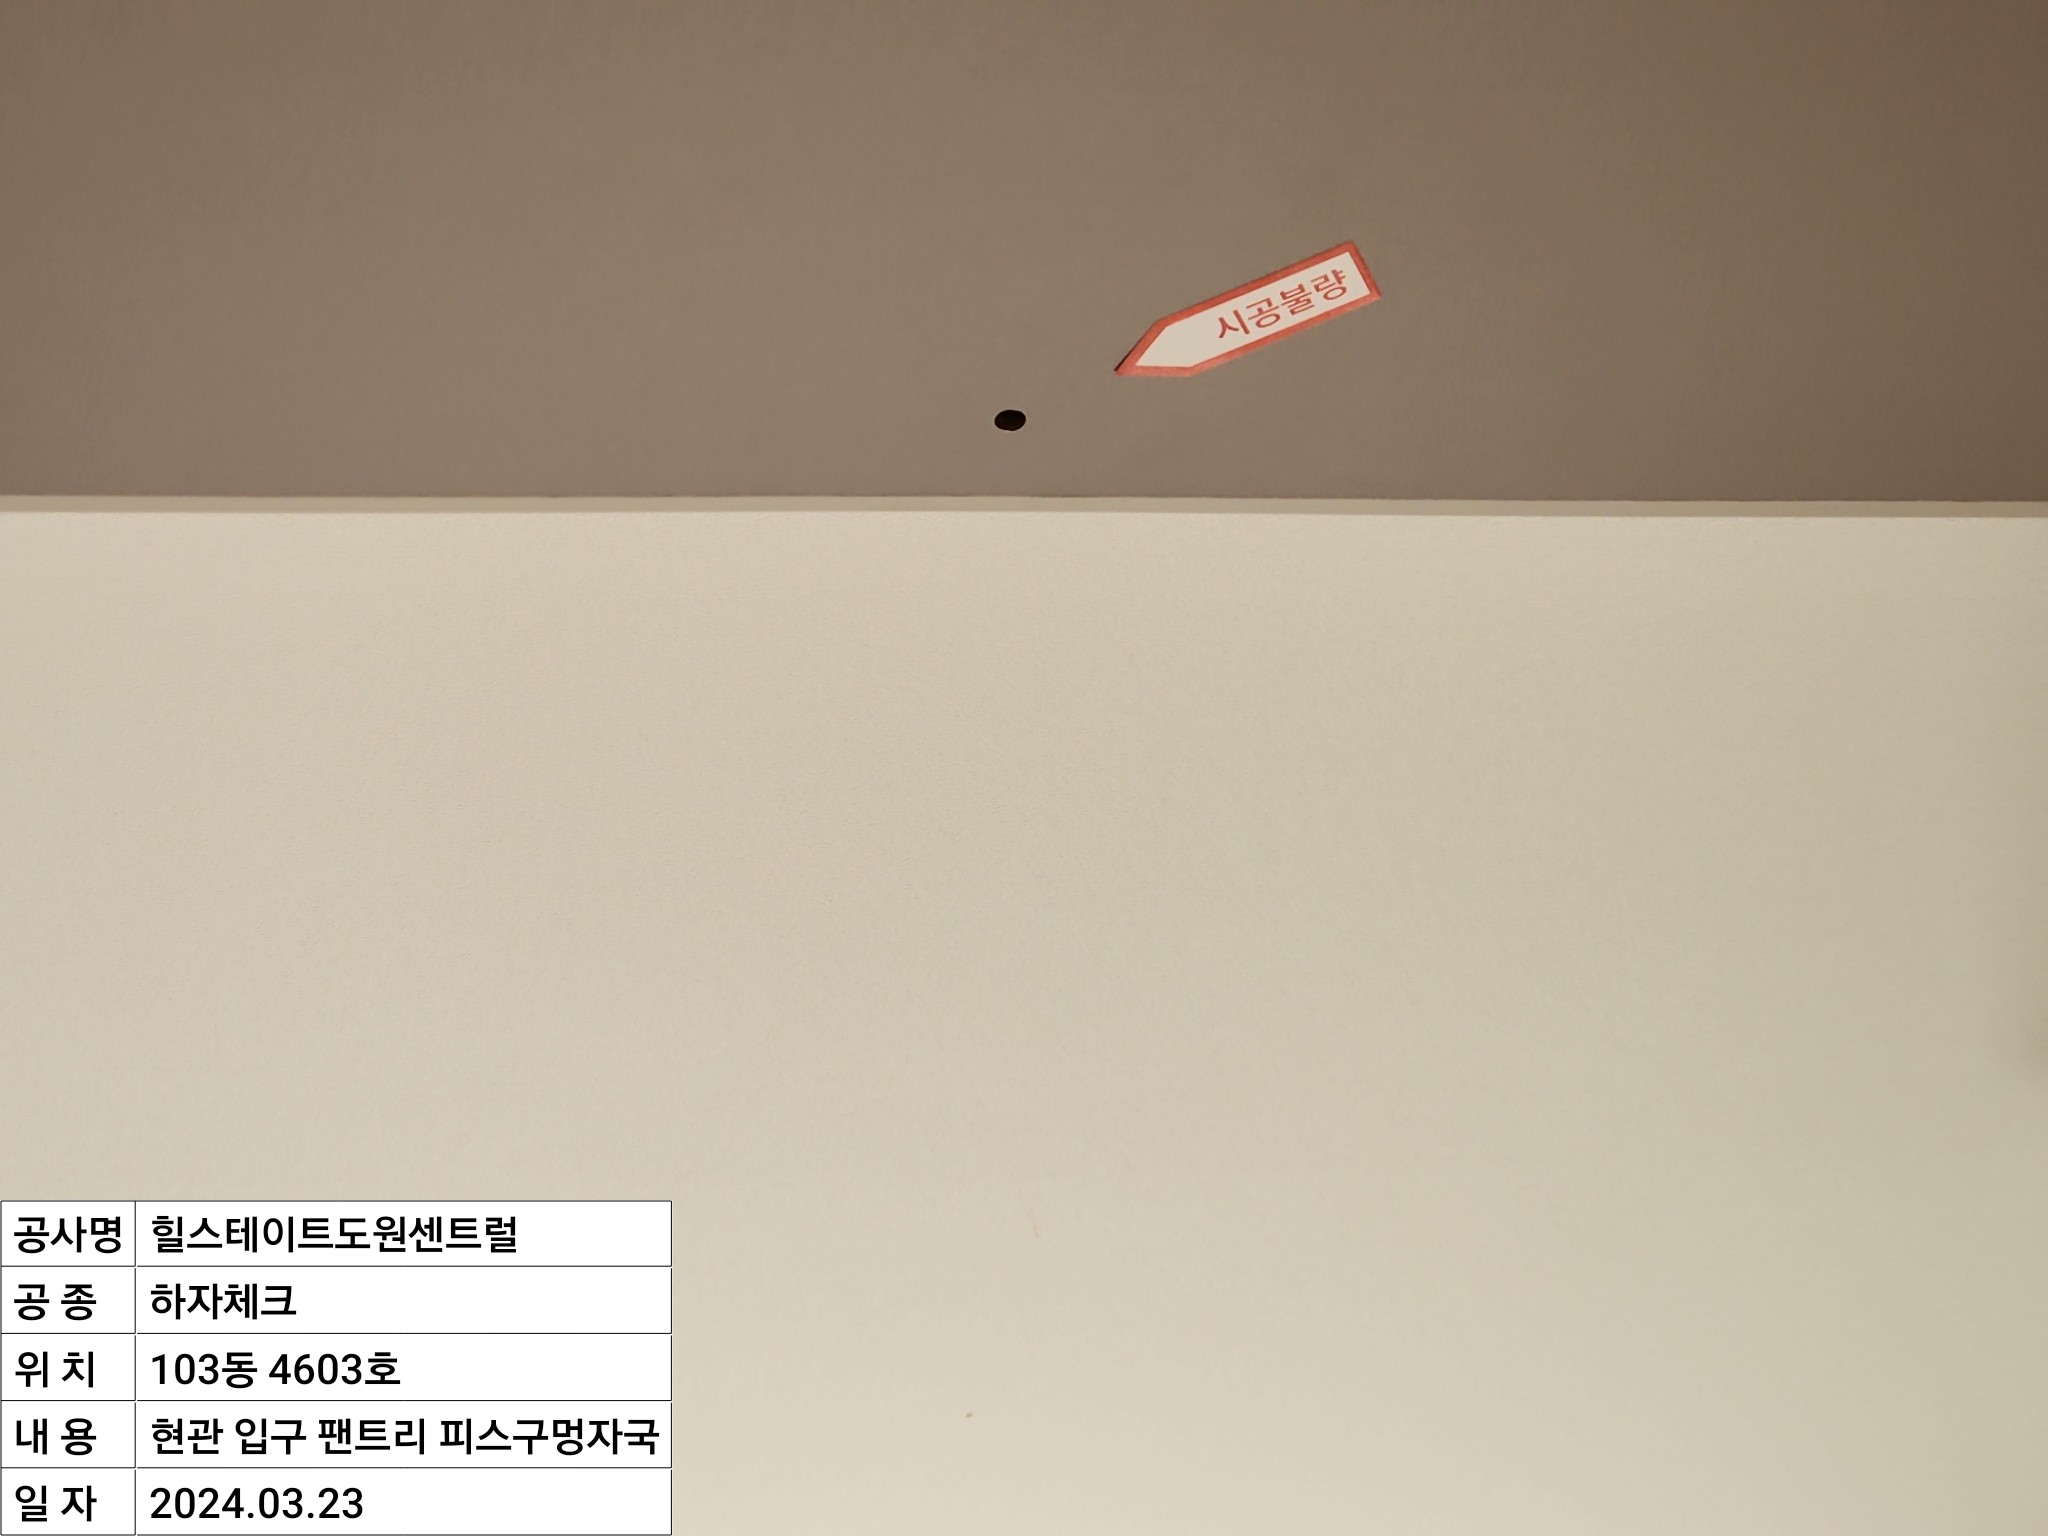 시공불량
공사명 힐스테이트도원센트럴
공 종 하자체크
위 치 103동 4603호
내 용 현관 입구 팬트리 피스구멍자국
일 자 2024.03.23